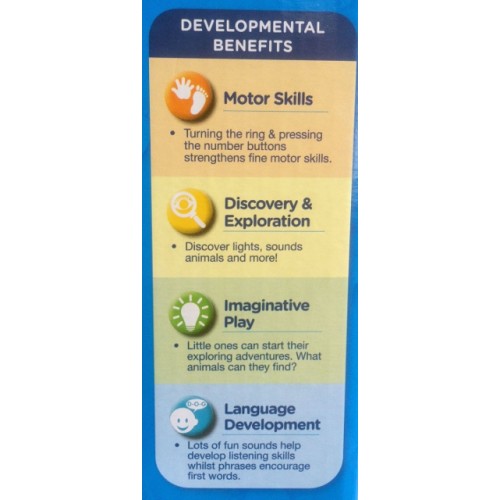 DEVELOPMENTAL
BENEFITS
Motor Skills
• Turning the ring & pressing
the number buttons
strengthens fine motor skills.
Discovery &
Exploration
• Discover lights, sounds
animals and more!
Imaginative
Play
• Little ones can start their
exploring adventures. What
animals can they find?
Language
Development
• Lots of fun sounds help
develop listening skills
whilst phrases encourage
first words.